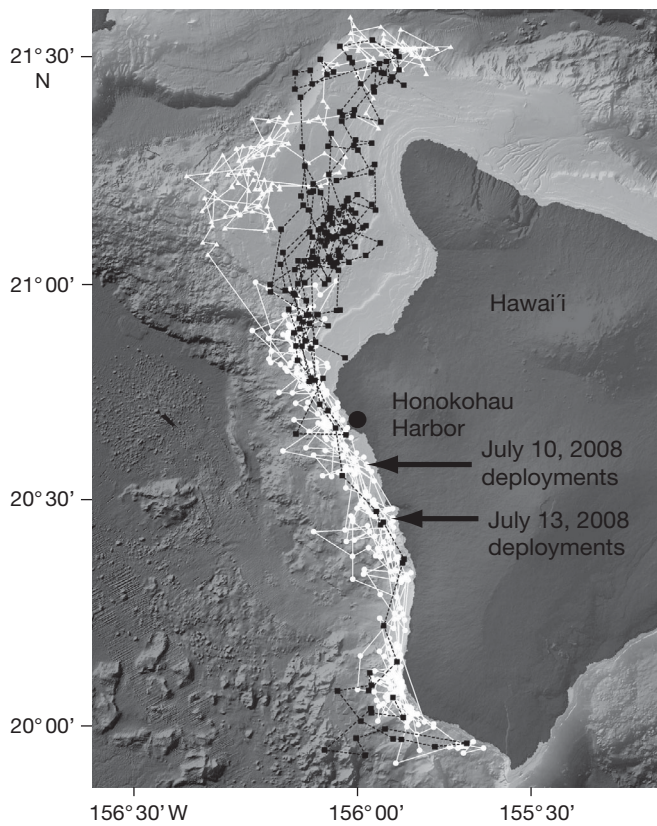 21°30'
N
21°00'
Hawai'i
Honokohau
Harbor
July 10, 2008
deployments
20°30'
July 13, 2008
deployments
20°00'
156°30'W
156°00'
155°30'